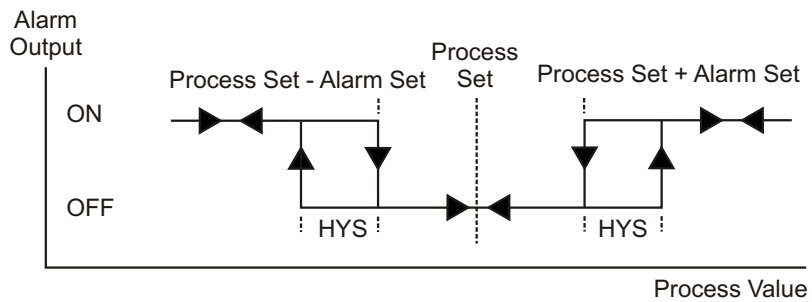 Alarm
Output
Process
Set
Process Set - Alarm Set
Process Set + Alarm Set
ON
OFF
HYS
HYS
Process Value